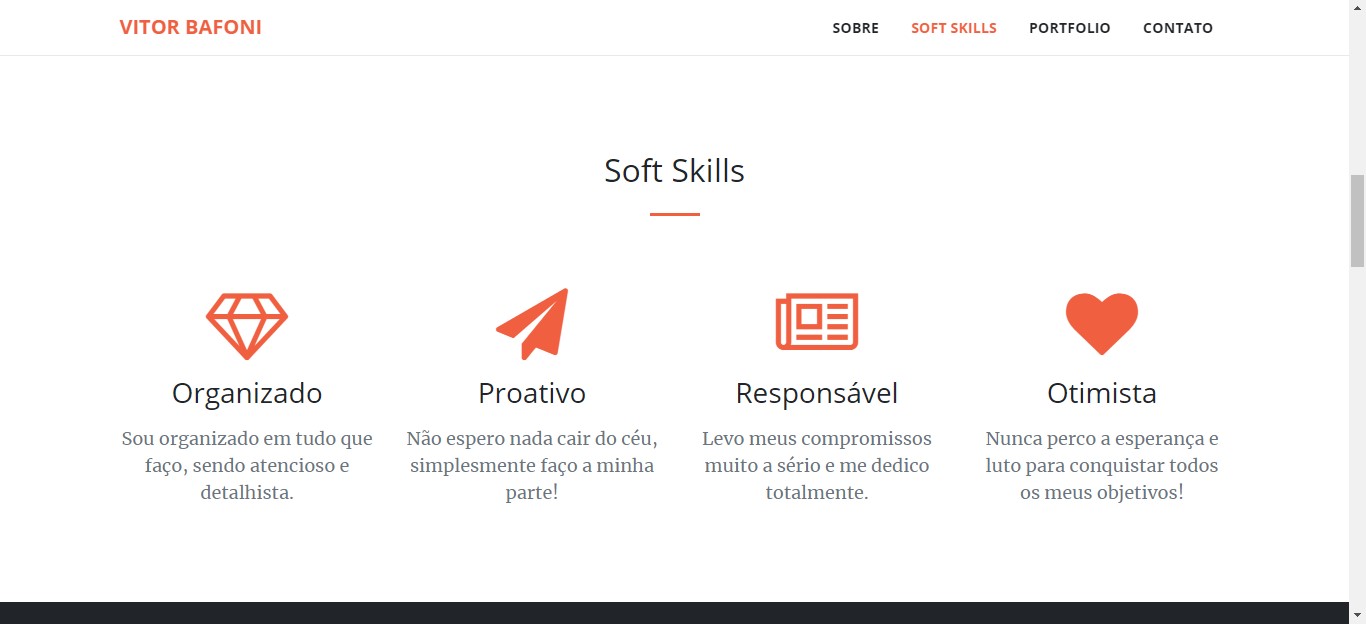 VITOR BAFONI
SOBRE
SOFT SKILLS
PORTFOLIO
CONTATO
Soft Skills
Organizado
Sou organizado em tudo que
faço, sendo atencioso e
detalhista.
Proativo
Não espero nada cair do céu,
simplesmente faço a minha
parte!
Responsável
Levo meus compromissos
muito a sério e me dedico
totalmente.
Otimista
Nunca perco a esperança e
luto para conquistar todos
os meus objetivos!